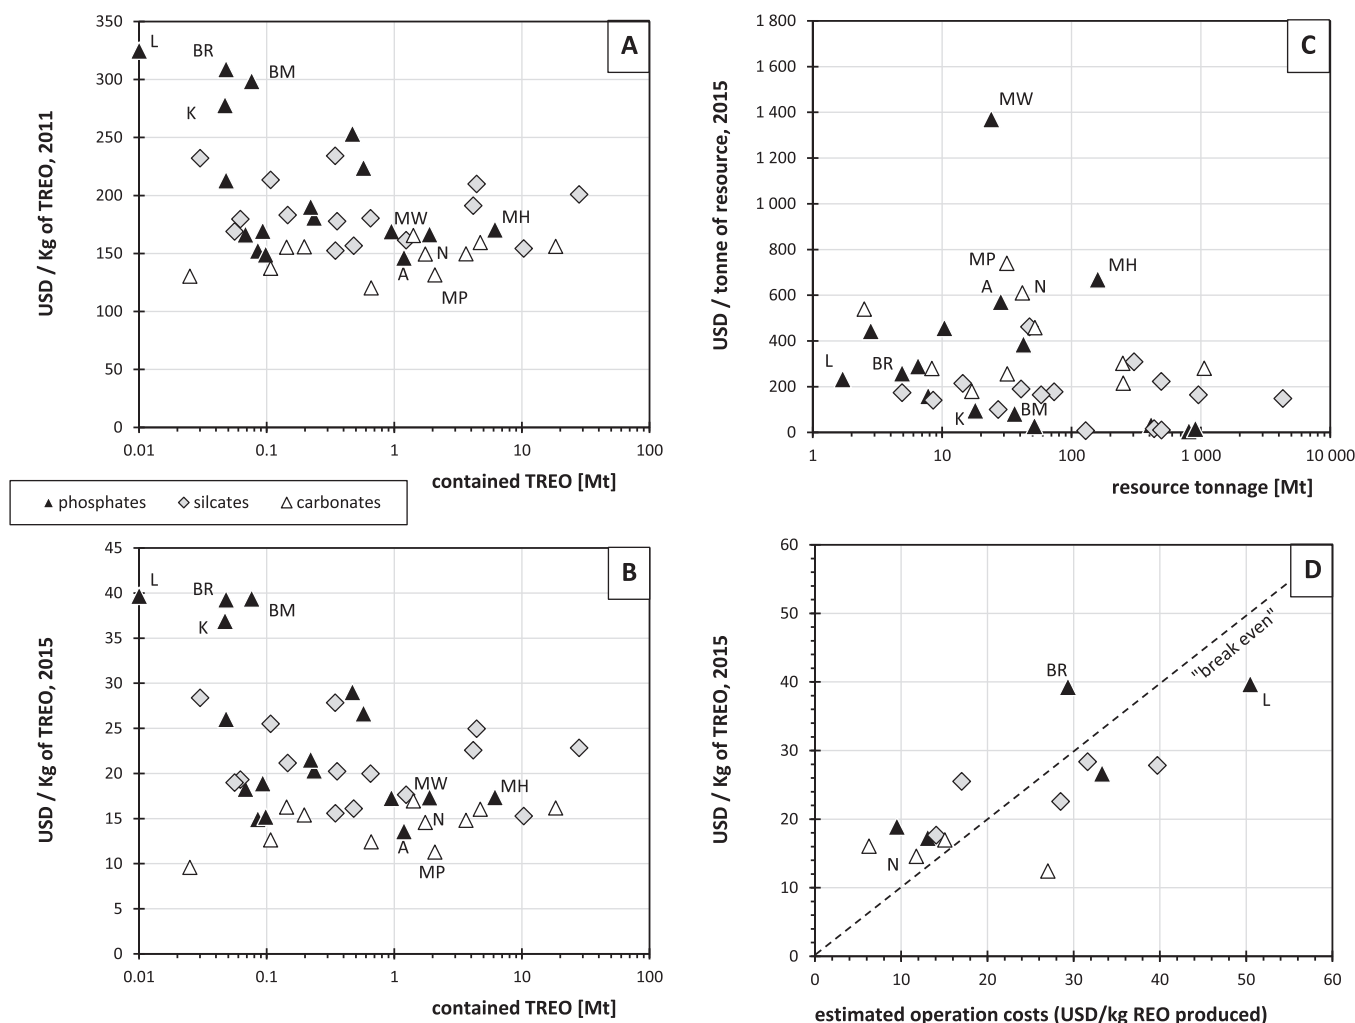 A
350
300
250
200
150
100
50
0
USD / Kg of TREO, 2011
L
BR
BM
K
MW
MH
N
A
MP
0.01 0.1 1 10 100
contained TREO [Mt]
phosphates silcates carbonates
B
45
40
35
30
25
20
15
10
5
0
USD / Kg of TREO, 2015
L
BR
BM
K
MW
MH
N
A
MP
0.01 0.1 1 10 100
contained TREO [Mt]
C
1 800
1 600
1 400
1 200
1 000
800
600
400
200
0
USD / tonne of resource, 2015
MW
MP
MH
A
N
L
BR
K
BM
1 10 100 1 000 10 000
resource tonnage [Mt]
D
60
50
40
30
20
10
0
USD / Kg of TREO, 2015
"break even"
BR
L
N
0 10 20 30 40 50 60
estimated operation costs (USD/kg REO produced)